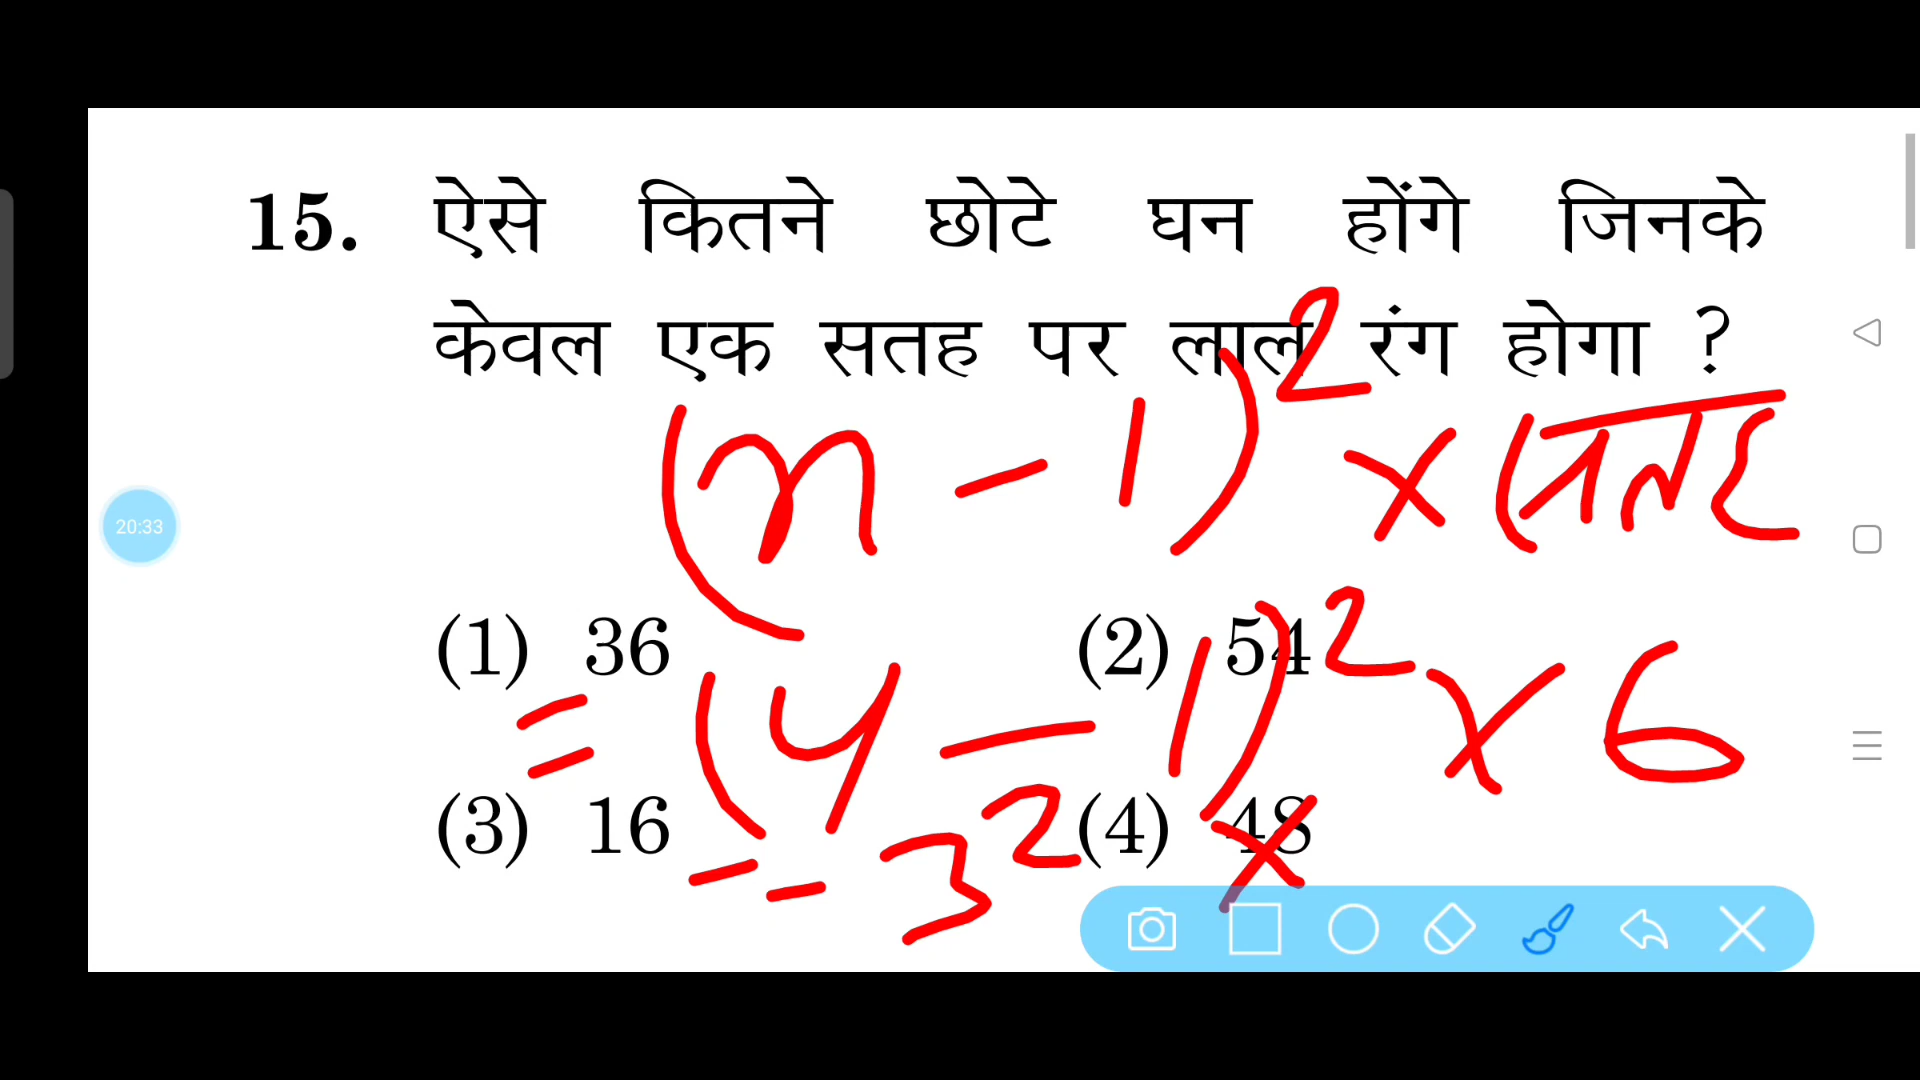 15. ऐसे कितने छोटे घन होंगे जिनके
केवल एक सतह पर लाल रंग होगा ?
(n - 1)² ×
(1) 36 (2) 54
= (4 - 1)² × 6
(3) 16 (4) 48
= 3² ×
20:33